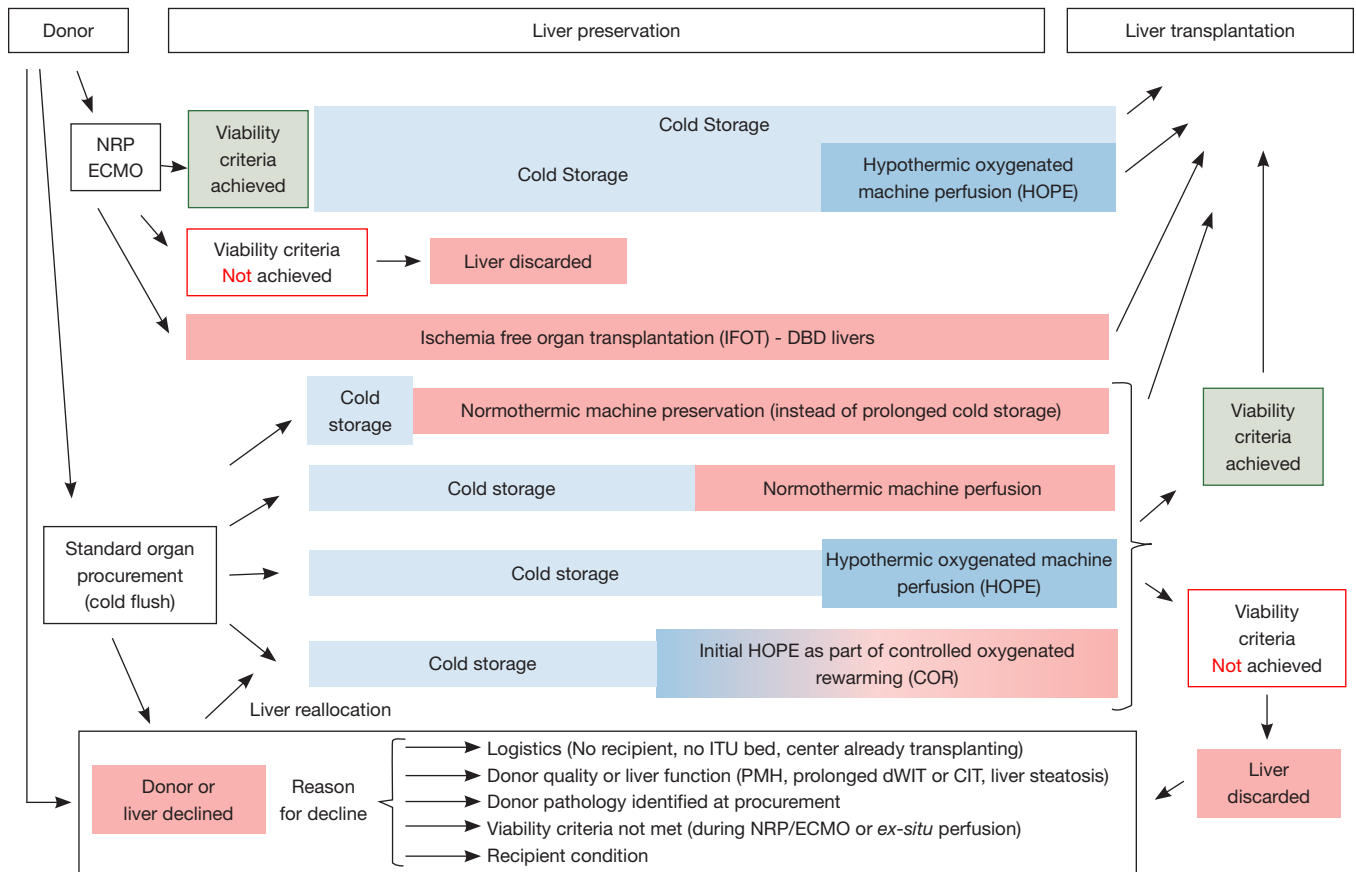 Donor
Liver preservation
Liver transplantation
NRP
ECMO
Viability
criteria
achieved
Cold Storage
Cold Storage
Hypothermic oxygenated
machine perfusion (HOPE)
Viability criteria
Not achieved
Liver discarded
Ischemia free organ transplantation (IFOT) - DBD livers
Cold
storage
Normothermic machine preservation (instead of prolonged cold storage)
Cold storage
Normothermic machine perfusion
Standard organ
procurement
(cold flush)
Cold storage
Hypothermic oxygenated machine
perfusion (HOPE)
Cold storage
Initial HOPE as part of controlled oxygenated
rewarming (COR)
Viability
criteria
achieved
Viability
criteria
Not achieved
Liver
discarded
Liver reallocation
Donor or
liver declined
Reason
for decline
Logistics (No recipient, no ITU bed, center already transplanting)
Donor quality or liver function (PMH, prolonged dWIT or CIT, liver steatosis)
Donor pathology identified at procurement
Viability criteria not met (during NRP/ECMO or ex-situ perfusion)
Recipient condition